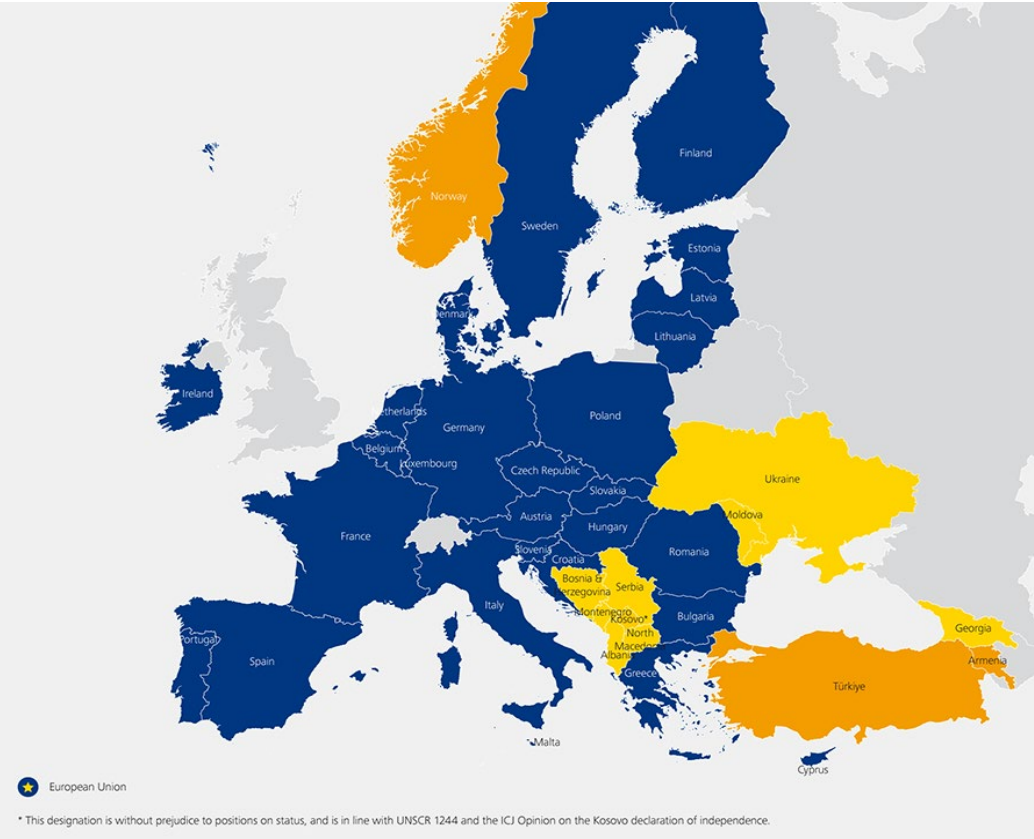 Finland
Norway
Sweden
Estonia
Latvia
Denmark
Lithuania
Ireland
Netherlands
Poland
Germany
Belgium
Luxembourg
Czech Republic
Ukraine
Slovakia
Moldova
Austria
Hungary
France
Slovenia
Romania
Croatia
Bosnia &
Herzegovina
Serbia
Italy
Montenegro
Kosovo*
Bulgaria
Georgia
North
Macedonia
Portugal
Albania
Spain
Armenia
Greece
Türkiye
Malta
Cyprus
European Union
* This designation is without prejudice to positions on status, and is in line with UNSCR 1244 and the ICJ Opinion on the Kosovo declaration of independence.